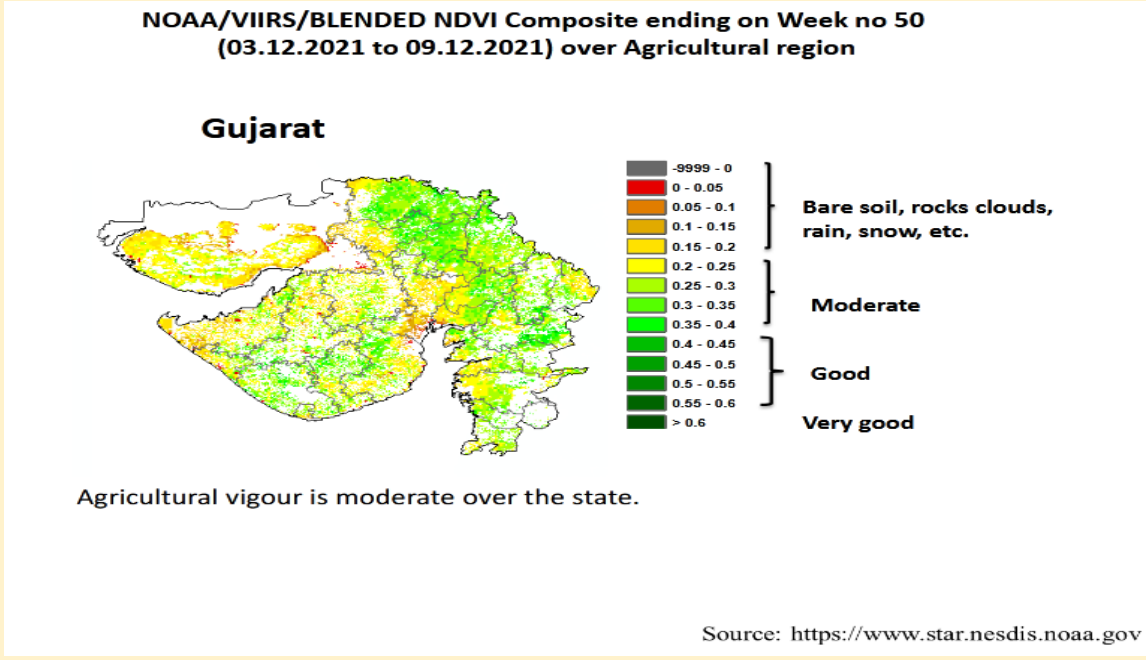 NOAA/VIIRS/BLENDED NDVI Composite ending on Week no 50
(03.12.2021 to 09.12.2021) over Agricultural region
Gujarat
-9999 - 0
0 - 0.05
0.05 - 0.1
0.1 - 0.15
0.15 - 0.2
0.2 - 0.25
0.25 - 0.3
0.3 - 0.35
0.35 - 0.4
0.4 - 0.45
0.45 - 0.5
0.5 - 0.55
0.55 - 0.6
> 0.6
Bare soil, rocks clouds,
rain, snow, etc.
Moderate
Good
Very good
Agricultural vigour is moderate over the state.
Source: https://www.star.nesdis.noaa.gov